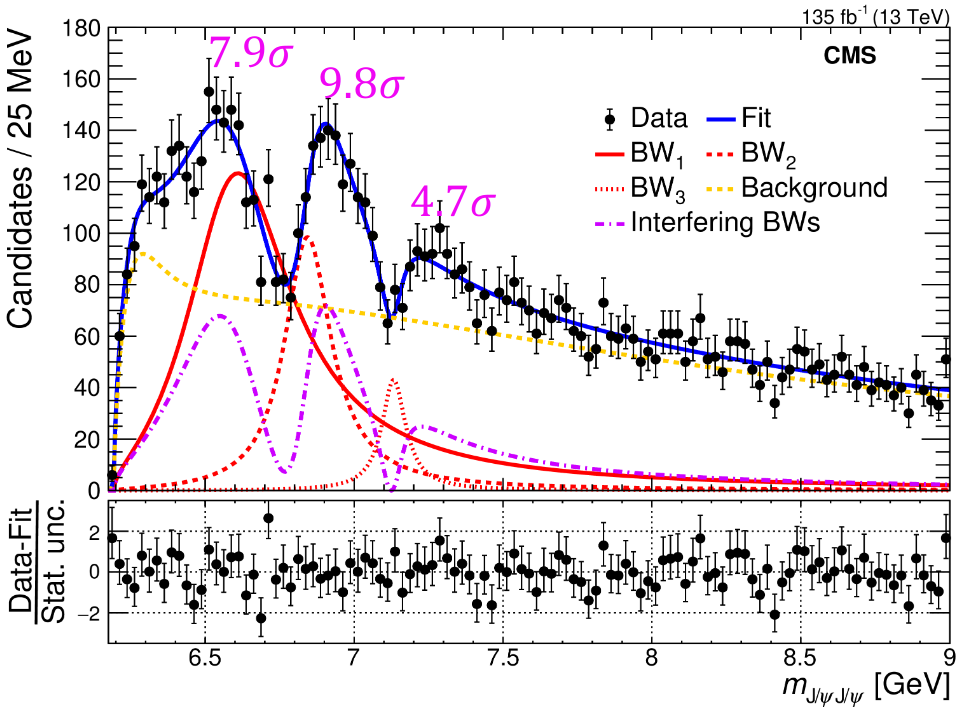 135 fb⁻¹ (13 TeV)
CMS
Candidates / 25 MeV
180
160
140
120
100
80
60
40
20
0
7.9σ
9.8σ
4.7σ
Data
Fit
BW₁
BW₂
BW₃
Background
Interfering BWs
Data-Fit
Stat. unc.
2
0
−2
6.5
7
7.5
8
8.5
9
m_J/ψJ/ψ [GeV]